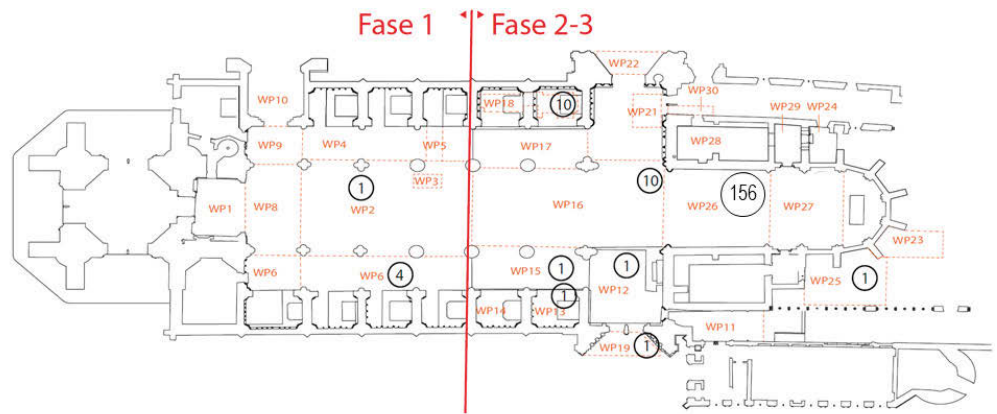 Fase 1 Fase 2-3
WP22
WP30
WP10 WP18 10 WP21 WP29 WP24
WP9 WP4 WP5 WP17 WP28
WP3
1 10 156
WP1 WP8 WP2 WP16 WP26 WP27
WP23
WP6 WP6 4 WP15 1 1 WP12 WP25 1
1
WP14 WP13
WP11
WP19 1